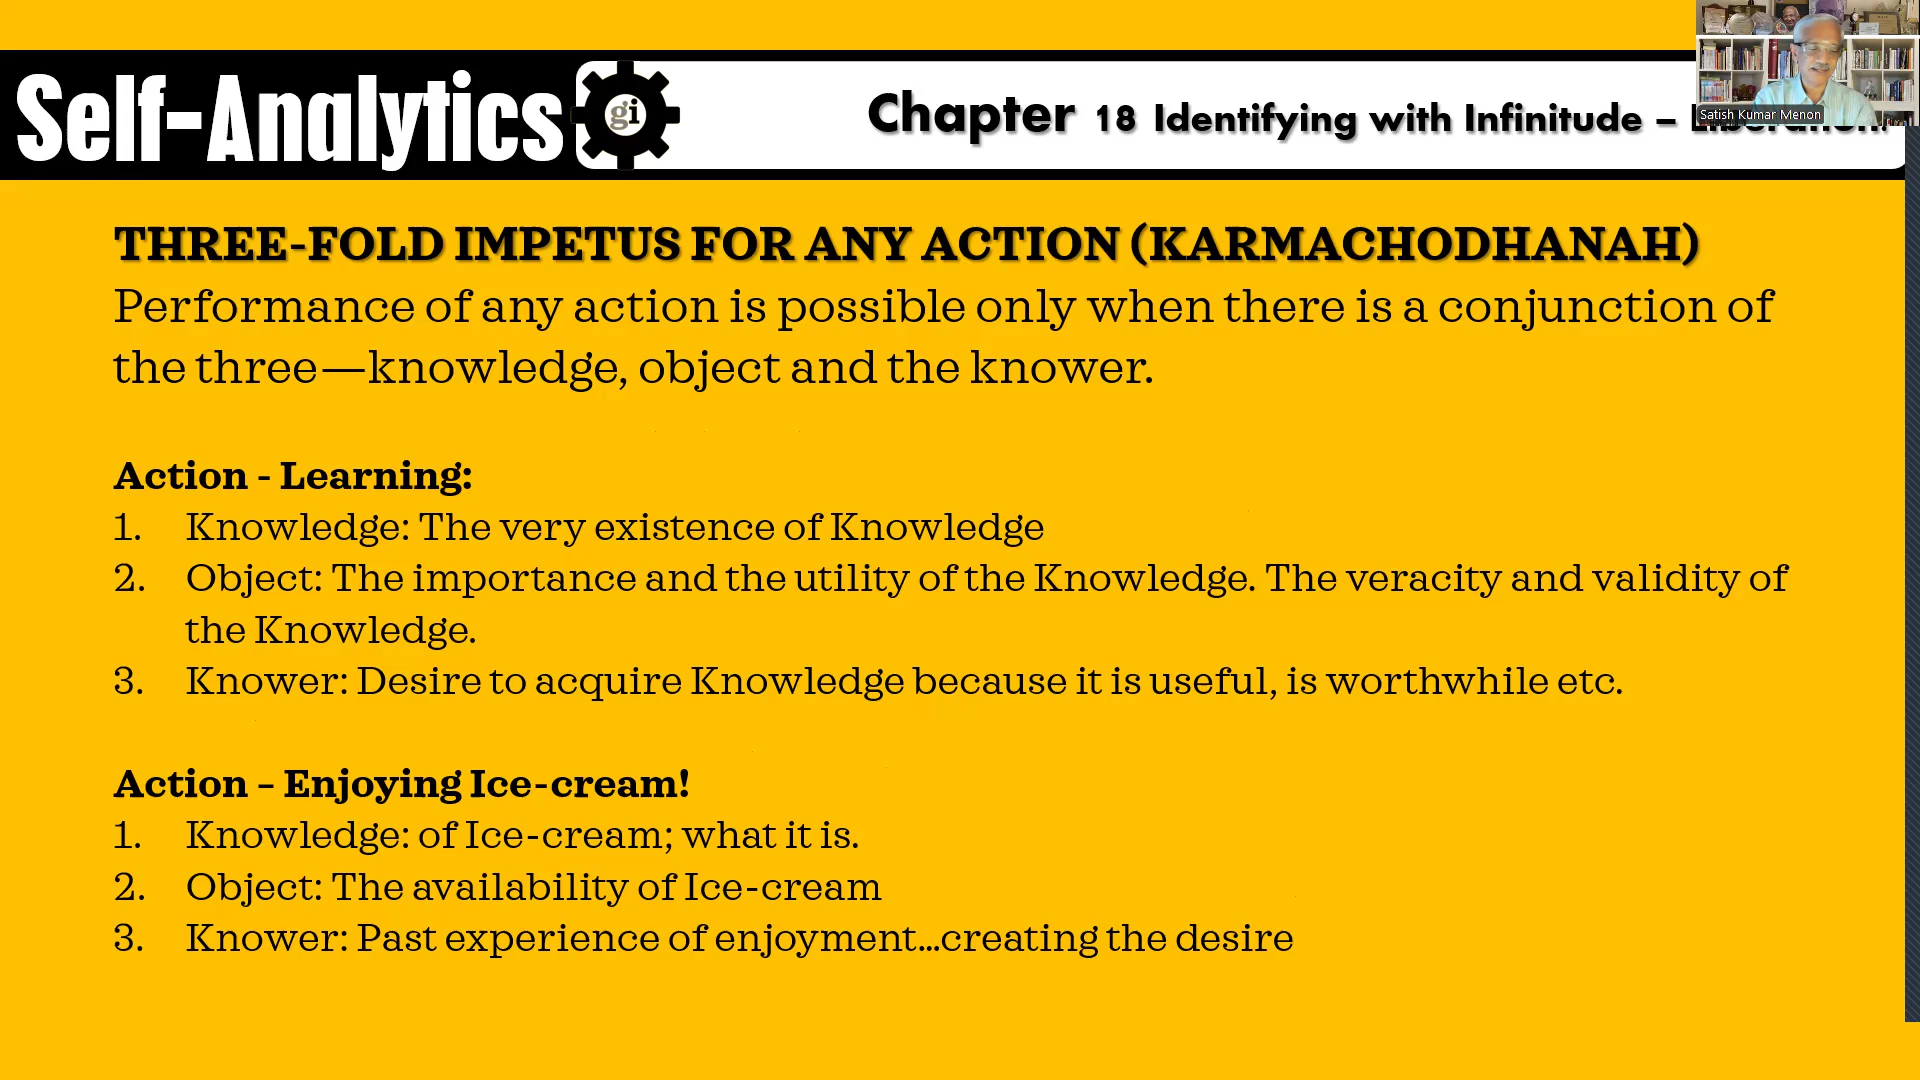 Self-Analytics
gi
Chapter 18 Identifying with Infinitude –
Satish Kumar Menon
THREE-FOLD IMPETUS FOR ANY ACTION (KARMACHODHANAH)
Performance of any action is possible only when there is a conjunction of
the three—knowledge, object and the knower.
Action - Learning:
1. Knowledge: The very existence of Knowledge
2. Object: The importance and the utility of the Knowledge. The veracity and validity of
the Knowledge.
3. Knower: Desire to acquire Knowledge because it is useful, is worthwhile etc.
Action – Enjoying Ice-cream!
1. Knowledge: of Ice-cream; what it is.
2. Object: The availability of Ice-cream
3. Knower: Past experience of enjoyment...creating the desire